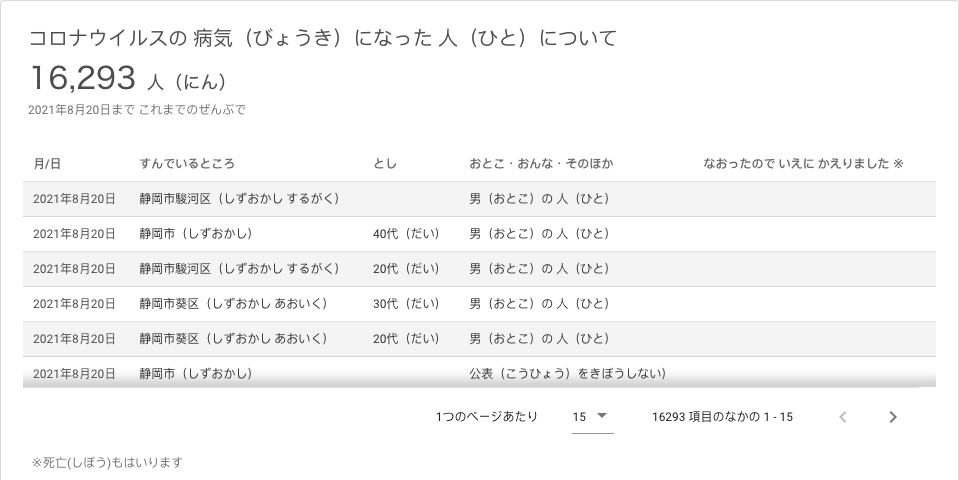 コロナウイルスの 病気（びょうき）になった 人（ひと）について
16,293 人（にん）
2021年8月20日まで これまでのぜんぶで
月/日 すんでいるところ とし おとこ・おんな・そのほか なおったので いえに かえりました ※
2021年8月20日 静岡市駿河区（しずおかし するがく） 男（おとこ）の 人（ひと）
2021年8月20日 静岡市（しずおかし） 40代（だい） 男（おとこ）の 人（ひと）
2021年8月20日 静岡市駿河区（しずおかし するがく） 20代（だい） 男（おとこ）の 人（ひと）
2021年8月20日 静岡市葵区（しずおかし あおいく） 30代（だい） 男（おとこ）の 人（ひと）
2021年8月20日 静岡市葵区（しずおかし あおいく） 20代（だい） 男（おとこ）の 人（ひと）
2021年8月20日 静岡市（しずおかし） 公表（こうひょう）をきぼうしない）
1つのページあたり 15 16293 項目のなかの 1 - 15
※死亡(しぼう)もはいります